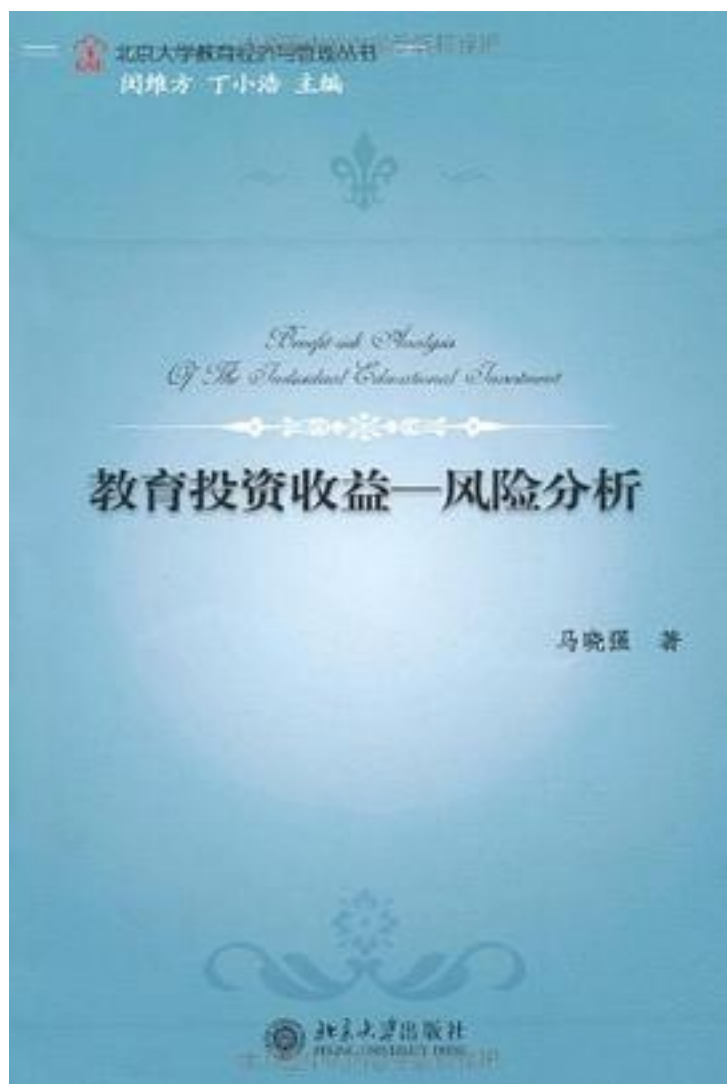 北京大学教育经济与管理丛书
闵维方 丁小浩 主编
Benefit-risk Analysis
Of The Individual Educational Investment
教育投资收益—风险分析
马晓强 著
北京大学出版社
PEKING UNIVERSITY PRESS